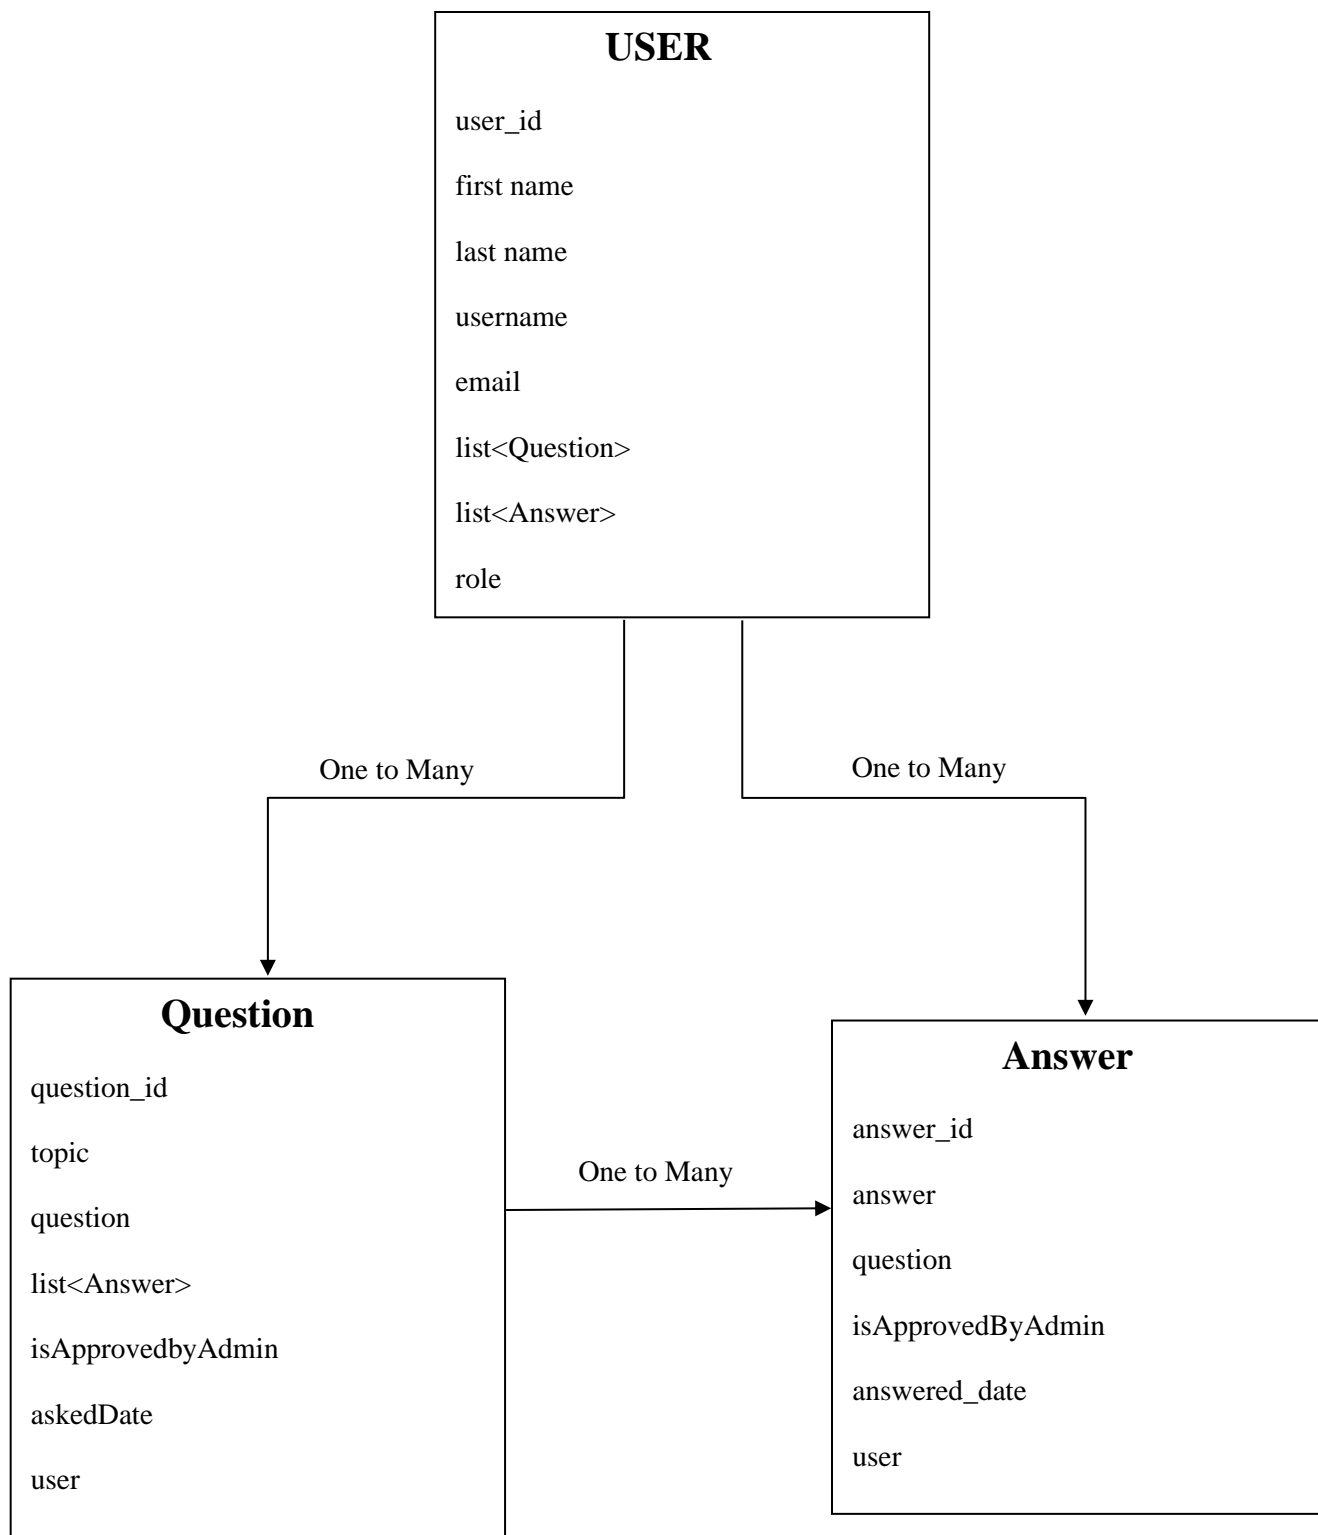 USER
user_id
first name
last name
username
email
list<Question>
list<Answer>
role
One to Many
One to Many
Question
question_id
topic
question
list<Answer>
isApprovedbyAdmin
askedDate
user
One to Many
Answer
answer_id
answer
question
isApprovedByAdmin
answered_date
user